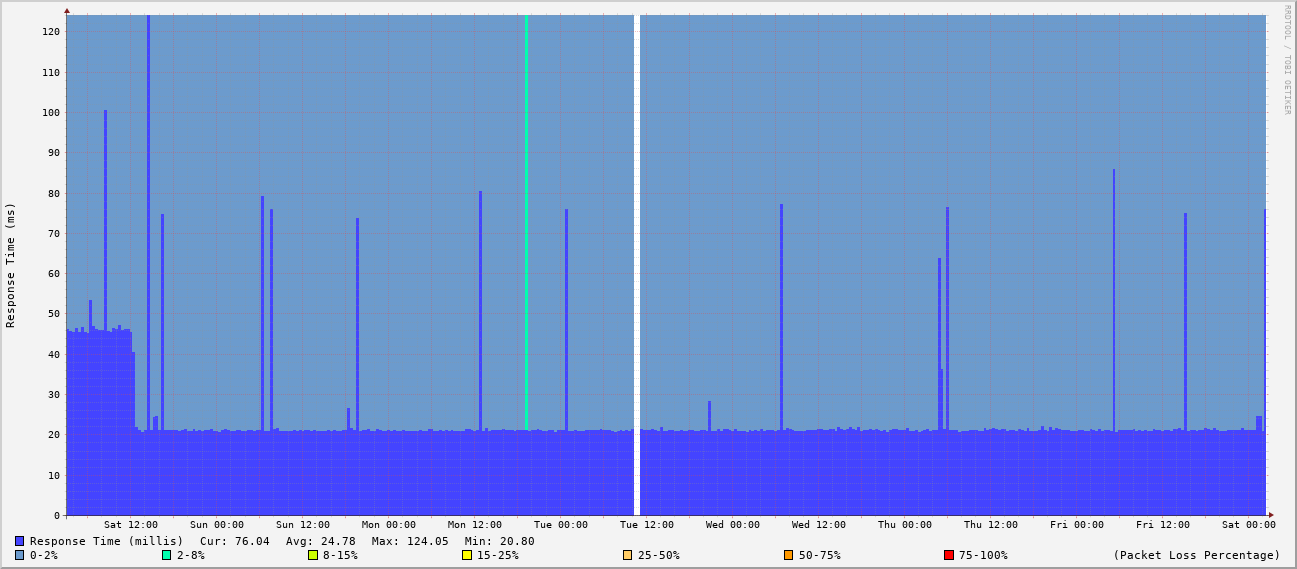 RRDTOOL / TOBI OETIKER
Response Time (ms)
120
110
100
90
80
70
60
50
40
30
20
10
0
Sat 12:00 Sun 00:00 Sun 12:00 Mon 00:00 Mon 12:00 Tue 00:00 Tue 12:00 Wed 00:00 Wed 12:00 Thu 00:00 Thu 12:00 Fri 00:00 Fri 12:00 Sat 00:00
Response Time (millis) Cur: 76.04 Avg: 24.78 Max: 124.05 Min: 20.80
0-2% 2-8% 8-15% 15-25% 25-50% 50-75% 75-100% (Packet Loss Percentage)